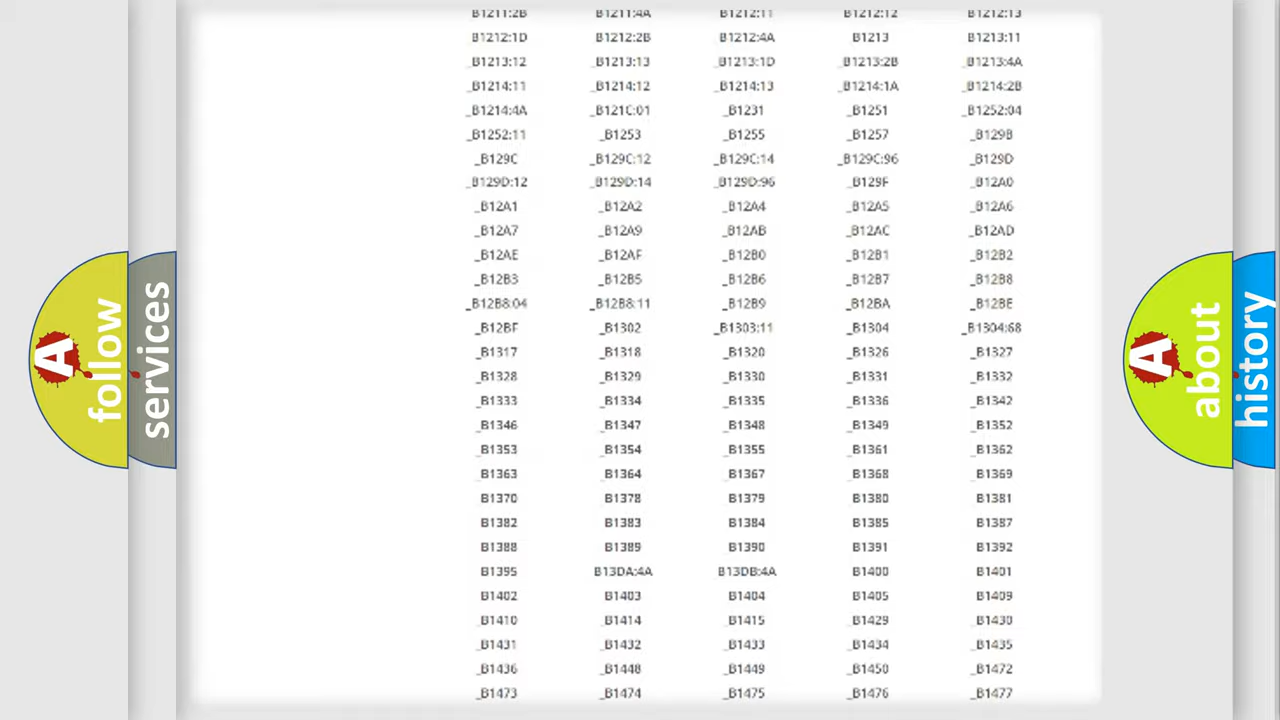 B1211:2B B1211:4A B1212:11 B1212:12 B1212:13
B1212:1D B1212:2B B1212:4A B1213 B1213:11
_B1213:12 _B1213:13 _B1213:1D _B1213:2B _B1213:4A
_B1214:11 _B1214:12 _B1214:13 _B1214:1A _B1214:2B
_B1214:4A _B121C:01 _B1231 _B1251 _B1252:04
_B1252:11 _B1253 _B1255 _B1257 _B129B
_B129C _B129C:12 _B129C:14 _B129C:96 _B129D
_B129D:12 _B129D:14 _B129D:96 _B129F _B12A0
_B12A1 _B12A2 _B12A4 _B12A5 _B12A6
_B12A7 _B12A9 _B12AB _B12AC _B12AD
_B12AE _B12AF _B12B0 _B12B1 _B12B2
_B12B3 _B12B5 _B12B6 _B12B7 _B12B8
_B12B8:04 _B12B8:11 _B12B9 _B12BA _B12BE
_B12BF _B1302 _B1303:11 _B1304 _B1304:68
_B1317 _B1318 _B1320 _B1326 _B1327
_B1328 _B1329 _B1330 _B1331 _B1332
_B1333 _B1334 _B1335 _B1336 _B1342
_B1346 _B1347 _B1348 _B1349 _B1352
_B1353 _B1354 _B1355 _B1361 _B1362
_B1363 _B1364 _B1367 _B1368 _B1369
B1370 B1378 B1379 B1380 B1381
B1382 B1383 B1384 B1385 B1387
B1388 B1389 B1390 B1391 B1392
B1395 B13DA:4A B13DB:4A B1400 B1401
B1402 B1403 B1404 B1405 B1409
_B1410 _B1414 _B1415 _B1429 _B1430
_B1431 _B1432 _B1433 _B1434 _B1435
_B1436 _B1448 _B1449 _B1450 _B1472
_B1473 _B1474 _B1475 _B1476 _B1477
A follow
services
A about
history